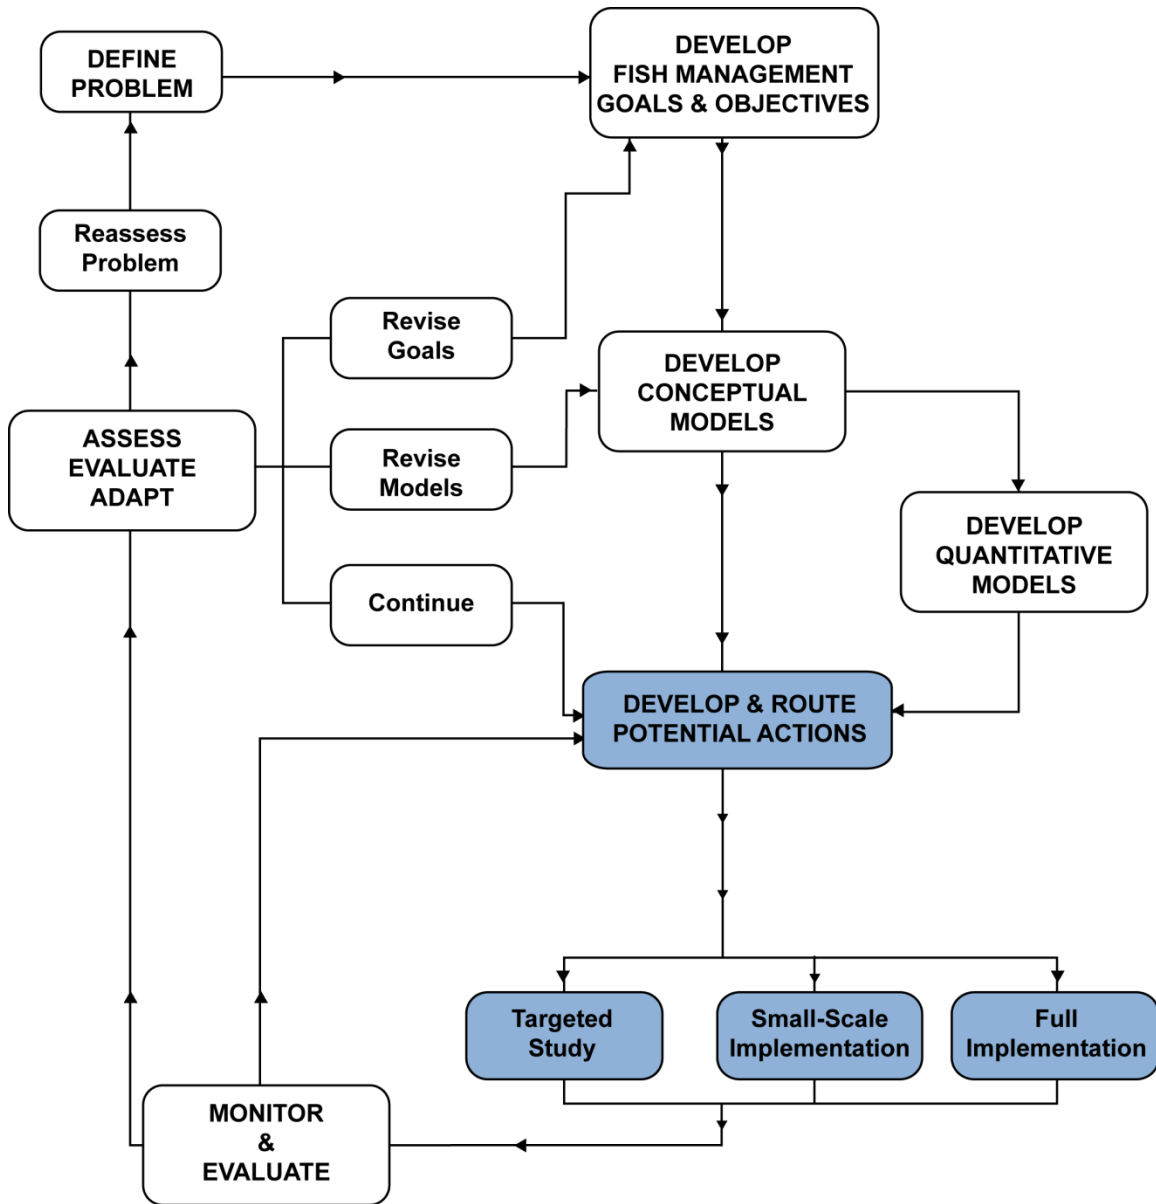 DEFINE
PROBLEM
DEVELOP
FISH MANAGEMENT
GOALS & OBJECTIVES
Reassess
Problem
Revise
Goals
DEVELOP
CONCEPTUAL
MODELS
ASSESS
EVALUATE
ADAPT
Revise
Models
DEVELOP
QUANTITATIVE
MODELS
Continue
DEVELOP & ROUTE
POTENTIAL ACTIONS
Targeted
Study
Small-Scale
Implementation
Full
Implementation
MONITOR
&
EVALUATE